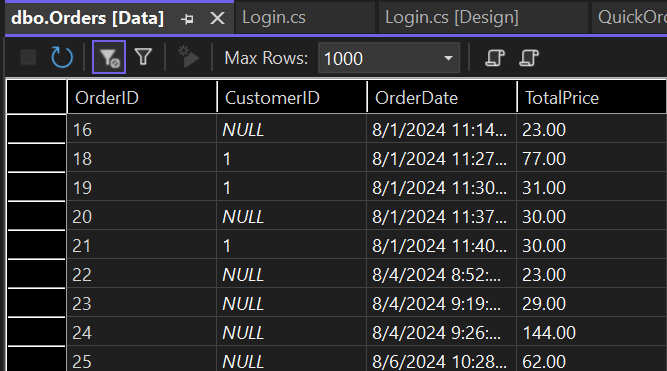 dbo.Orders [Data] Login.cs Login.cs [Design] QuickOr
Max Rows: 1000
OrderID CustomerID OrderDate TotalPrice
16 NULL 8/1/2024 11:14... 23.00
18 1 8/1/2024 11:27... 77.00
19 1 8/1/2024 11:30... 31.00
20 NULL 8/1/2024 11:37... 30.00
21 1 8/1/2024 11:40... 30.00
22 NULL 8/4/2024 8:52:... 23.00
23 NULL 8/4/2024 9:19:... 29.00
24 NULL 8/4/2024 9:26:... 144.00
25 NULL 8/6/2024 10:28... 62.00